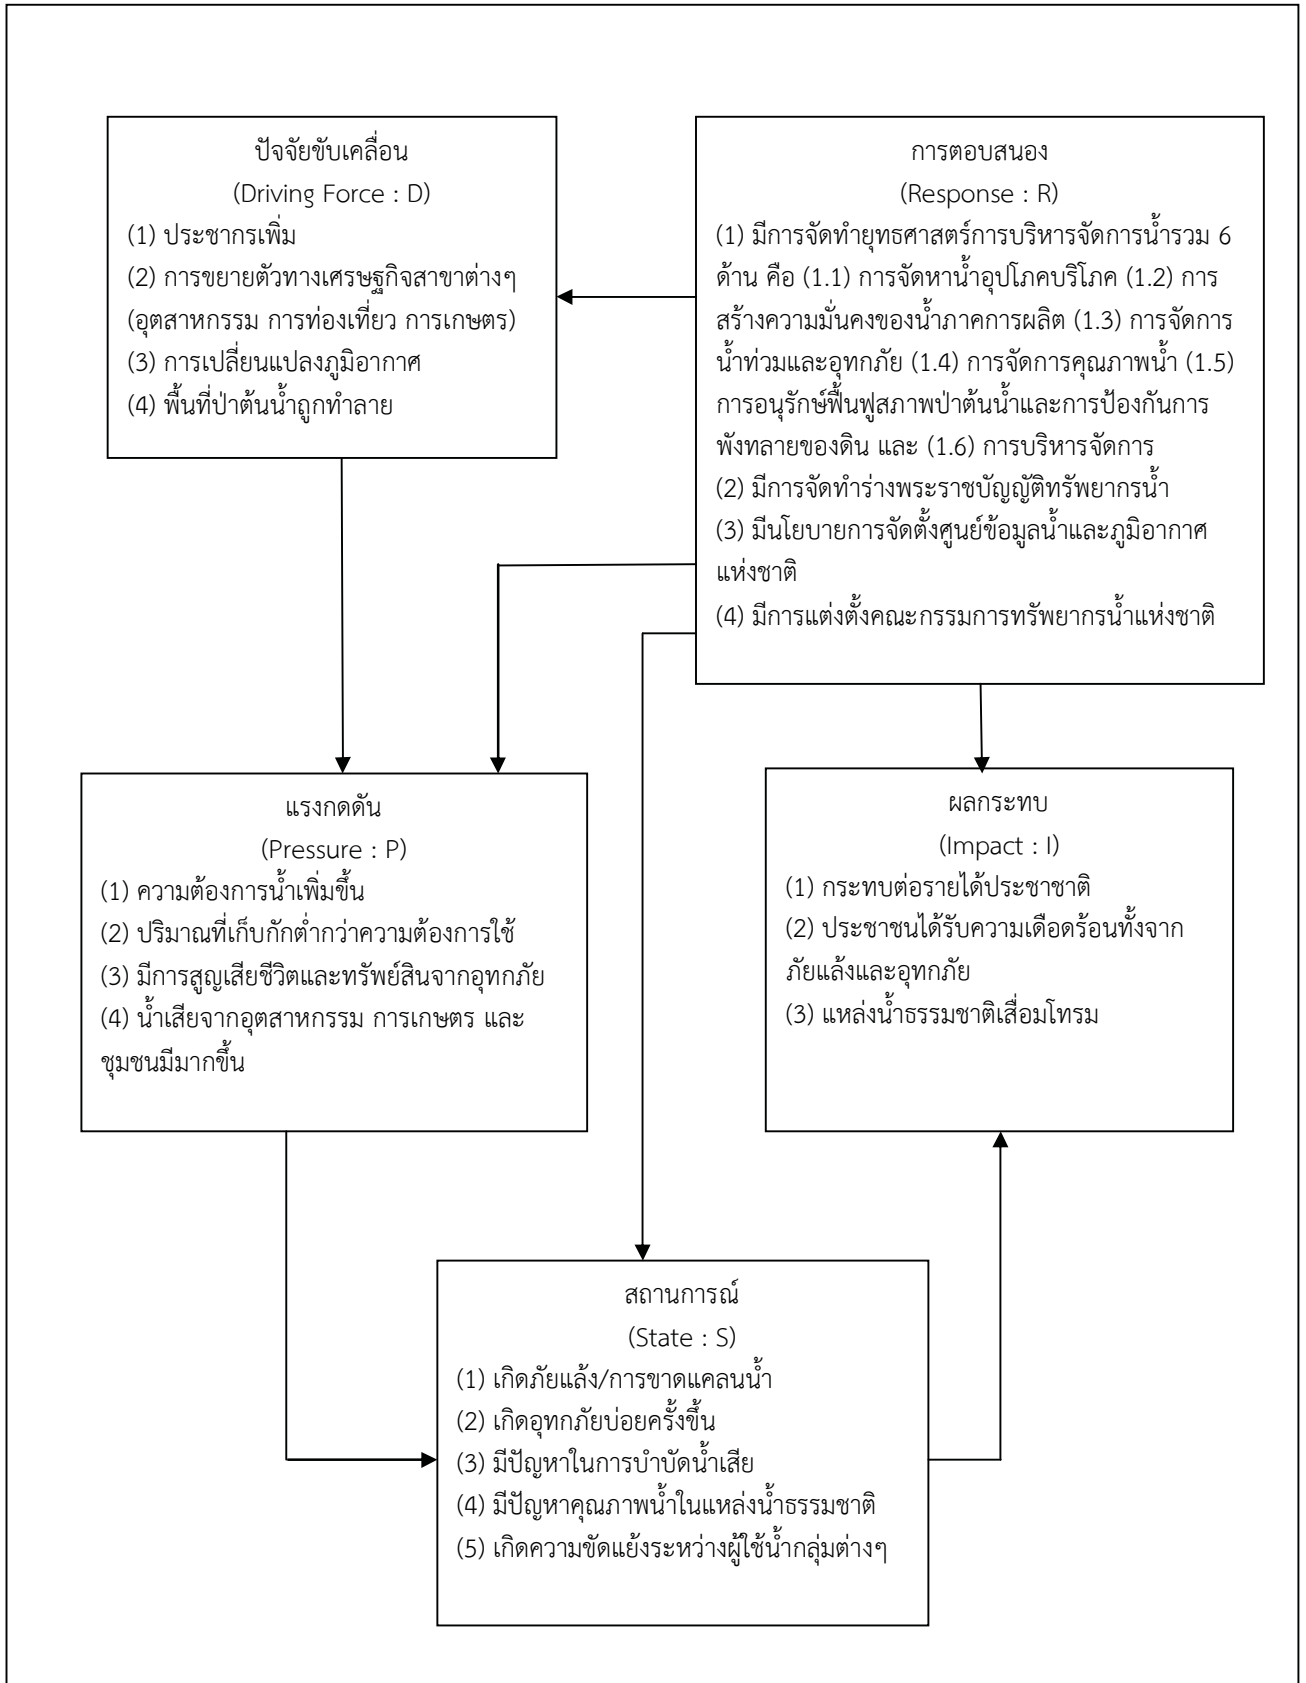 ปัจจัยขับเคลื่อน
(Driving Force : D)
(1) ประชากรเพิ่ม
(2) การขยายตัวทางเศรษฐกิจสาขาต่างๆ
(อุตสาหกรรม การท่องเที่ยว การเกษตร)
(3) การเปลี่ยนแปลงภูมิอากาศ
(4) พื้นที่ป่าต้นน้ำถูกทำลาย
การตอบสนอง
(Response : R)
(1) มีการจัดทำยุทธศาสตร์การบริหารจัดการน้ำรวม 6
ด้าน คือ (1.1) การจัดหาน้ำอุปโภคบริโภค (1.2) การ
สร้างความมั่นคงของน้ำภาคการผลิต (1.3) การจัดการ
น้ำท่วมและอุทกภัย (1.4) การจัดการคุณภาพน้ำ (1.5)
การอนุรักษ์ฟื้นฟูสภาพป่าต้นน้ำและการป้องกันการ
พังทลายของดิน และ (1.6) การบริหารจัดการ
(2) มีการจัดทำร่างพระราชบัญญัติทรัพยากรน้ำ
(3) มีนโยบายการจัดตั้งศูนย์ข้อมูลน้ำและภูมิอากาศ
แห่งชาติ
(4) มีการแต่งตั้งคณะกรรมการทรัพยากรน้ำแห่งชาติ
แรงกดดัน
(Pressure : P)
(1) ความต้องการน้ำเพิ่มขึ้น
(2) ปริมาณที่เก็บกักต่ำกว่าความต้องการใช้
(3) มีการสูญเสียชีวิตและทรัพย์สินจากอุทกภัย
(4) น้ำเสียจากอุตสาหกรรม การเกษตร และ
ชุมชนมีมากขึ้น
ผลกระทบ
(Impact : I)
(1) กระทบต่อรายได้ประชาชาติ
(2) ประชาชนได้รับความเดือดร้อนทั้งจาก
ภัยแล้งและอุทกภัย
(3) แหล่งน้ำธรรมชาติเสื่อมโทรม
สถานการณ์
(State : S)
(1) เกิดภัยแล้ง/การขาดแคลนน้ำ
(2) เกิดอุทกภัยบ่อยครั้งขึ้น
(3) มีปัญหาในการบำบัดน้ำเสีย
(4) มีปัญหาคุณภาพน้ำในแหล่งน้ำธรรมชาติ
(5) เกิดความขัดแย้งระหว่างผู้ใช้น้ำกลุ่มต่างๆ